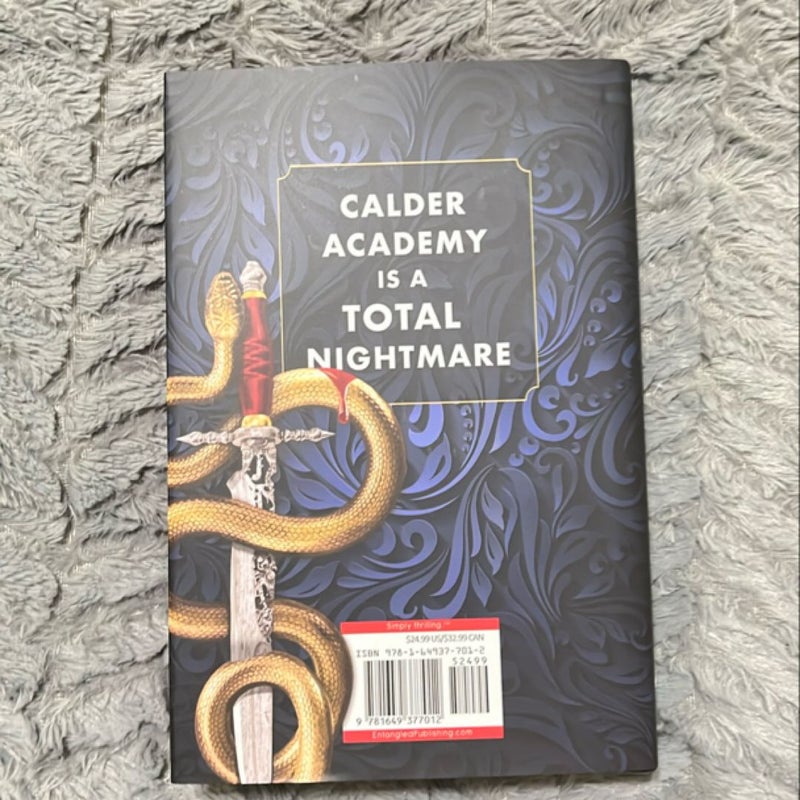 CALDER
ACADEMY
IS A
TOTAL
NIGHTMARE
Simply thrilling.™
$24.99 US/$32.99 CAN
ISBN 978-1-64937-701-2
52499
9 781649 377012
EntangledPublishing.com